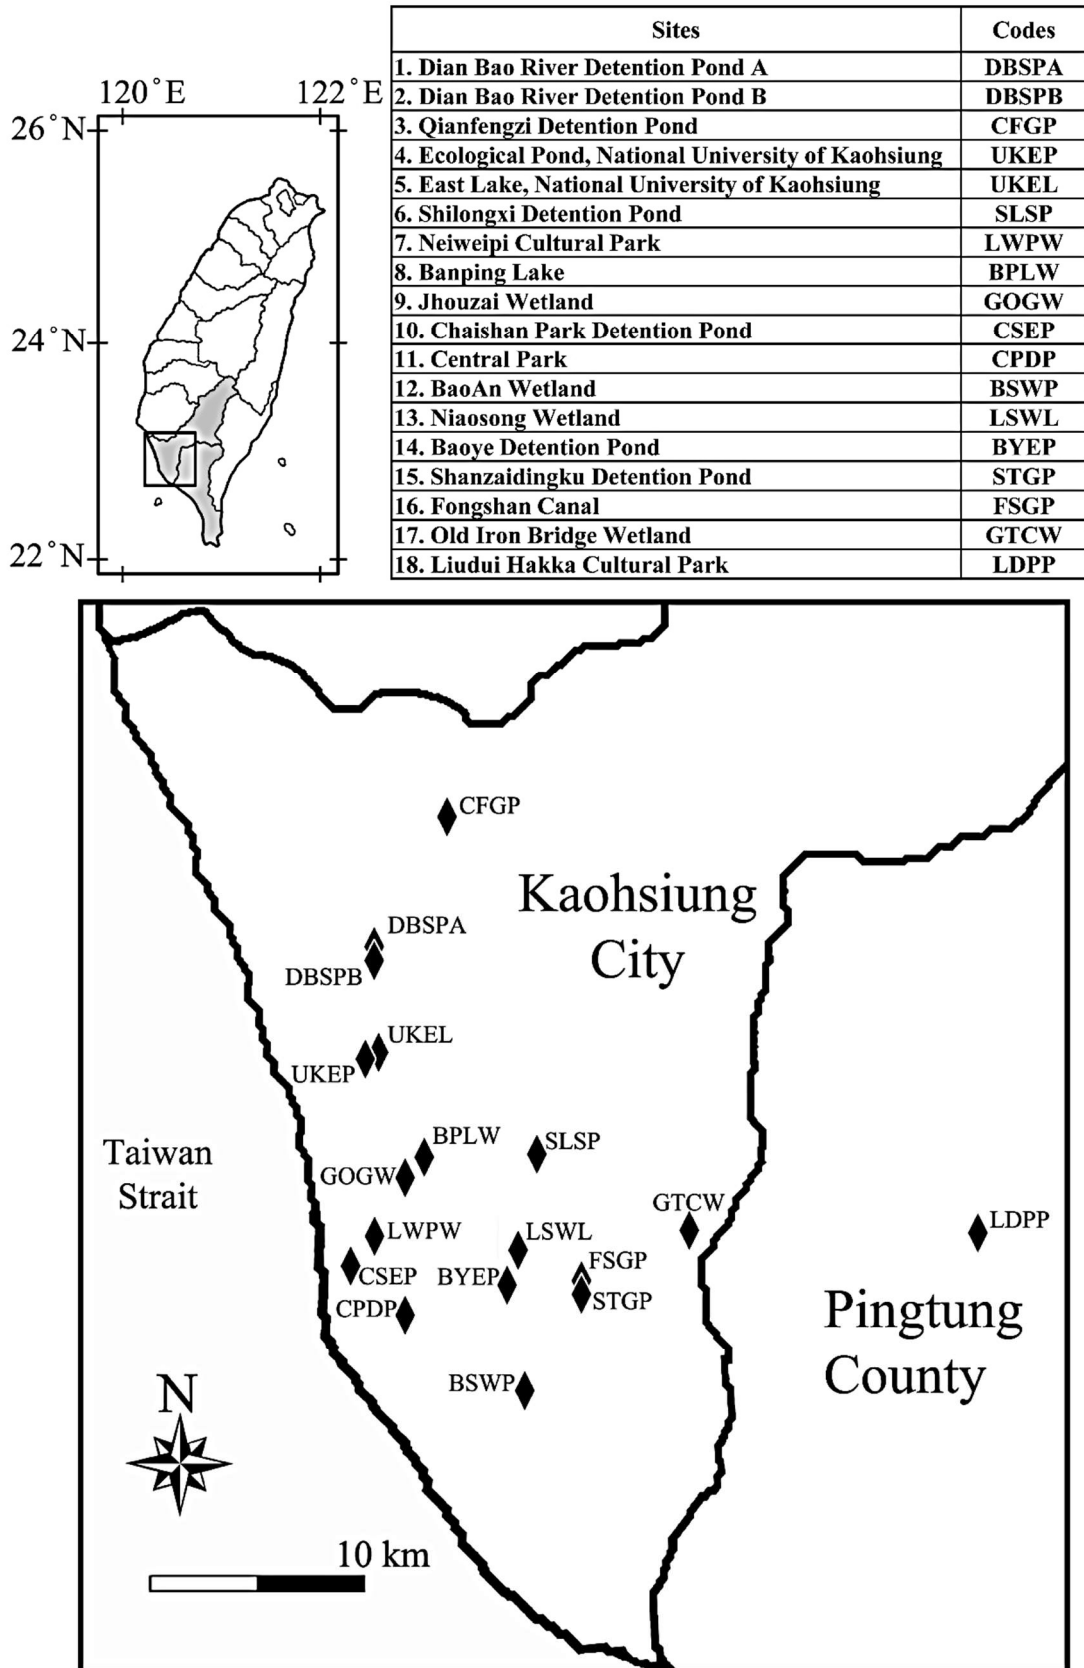 120°E 122°E
26°N
24°N
22°N
Sites Codes
1. Dian Bao River Detention Pond A DBSPA
2. Dian Bao River Detention Pond B DBSPB
3. Qianfengzi Detention Pond CFGP
4. Ecological Pond, National University of Kaohsiung UKEP
5. East Lake, National University of Kaohsiung UKEL
6. Shilongxi Detention Pond SLSP
7. Neiweipi Cultural Park LWPW
8. Banping Lake BPLW
9. Jhouzai Wetland GOGW
10. Chaishan Park Detention Pond CSEP
11. Central Park CPDP
12. BaoAn Wetland BSWP
13. Niaosong Wetland LSWL
14. Baoye Detention Pond BYEP
15. Shanzaidingku Detention Pond STGP
16. Fongshan Canal FSGP
17. Old Iron Bridge Wetland GTCW
18. Liudui Hakka Cultural Park LDPP
CFGP
Kaohsiung
City
DBSPA
DBSPB
UKEL
UKEP
BPLW
SLSP
Taiwan
Strait
GOGW
GTCW
LDPP
LWPW
LSWL
FSGP
CSEP
BYEP
STGP
CPDP
Pingtung
County
BSWP
N
10 km